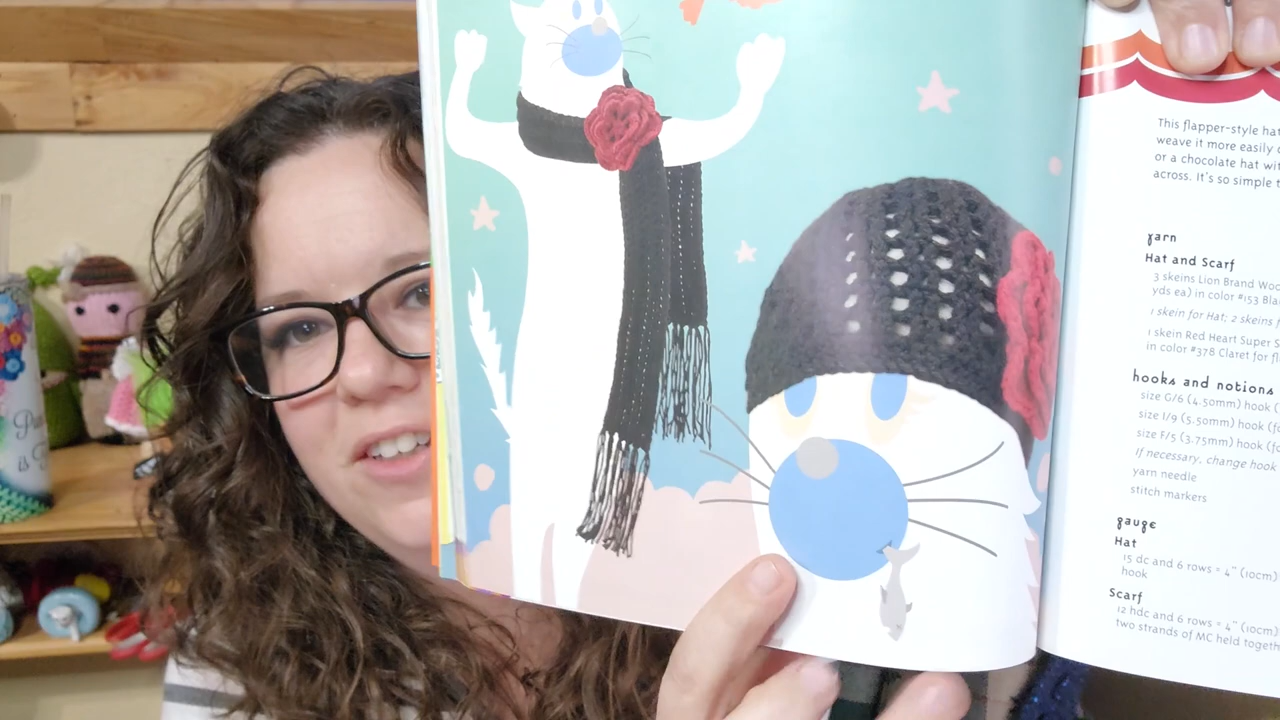 This flapper-style hat
weave it more easily
or a chocolate hat wit
across. It's so simple t
yarn
Hat and Scarf
3 skeins Lion Brand Woo
yds ea) in color #153 Bla
1 skein for Hat; 2 skeins f
1 skein Red Heart Super S
in color #378 Claret for fl
hooks and notions
size G/6 (4.50mm) hook (
size I/9 (5.50mm) hook (fo
size F/5 (3.75mm) hook (fo
If necessary, change hook
yarn needle
stitch markers
gauge
Hat
15 dc and 6 rows = 4" (10cm)
hook
Scarf
12 hdc and 6 rows = 4" (10cm)
two strands of MC held togeth